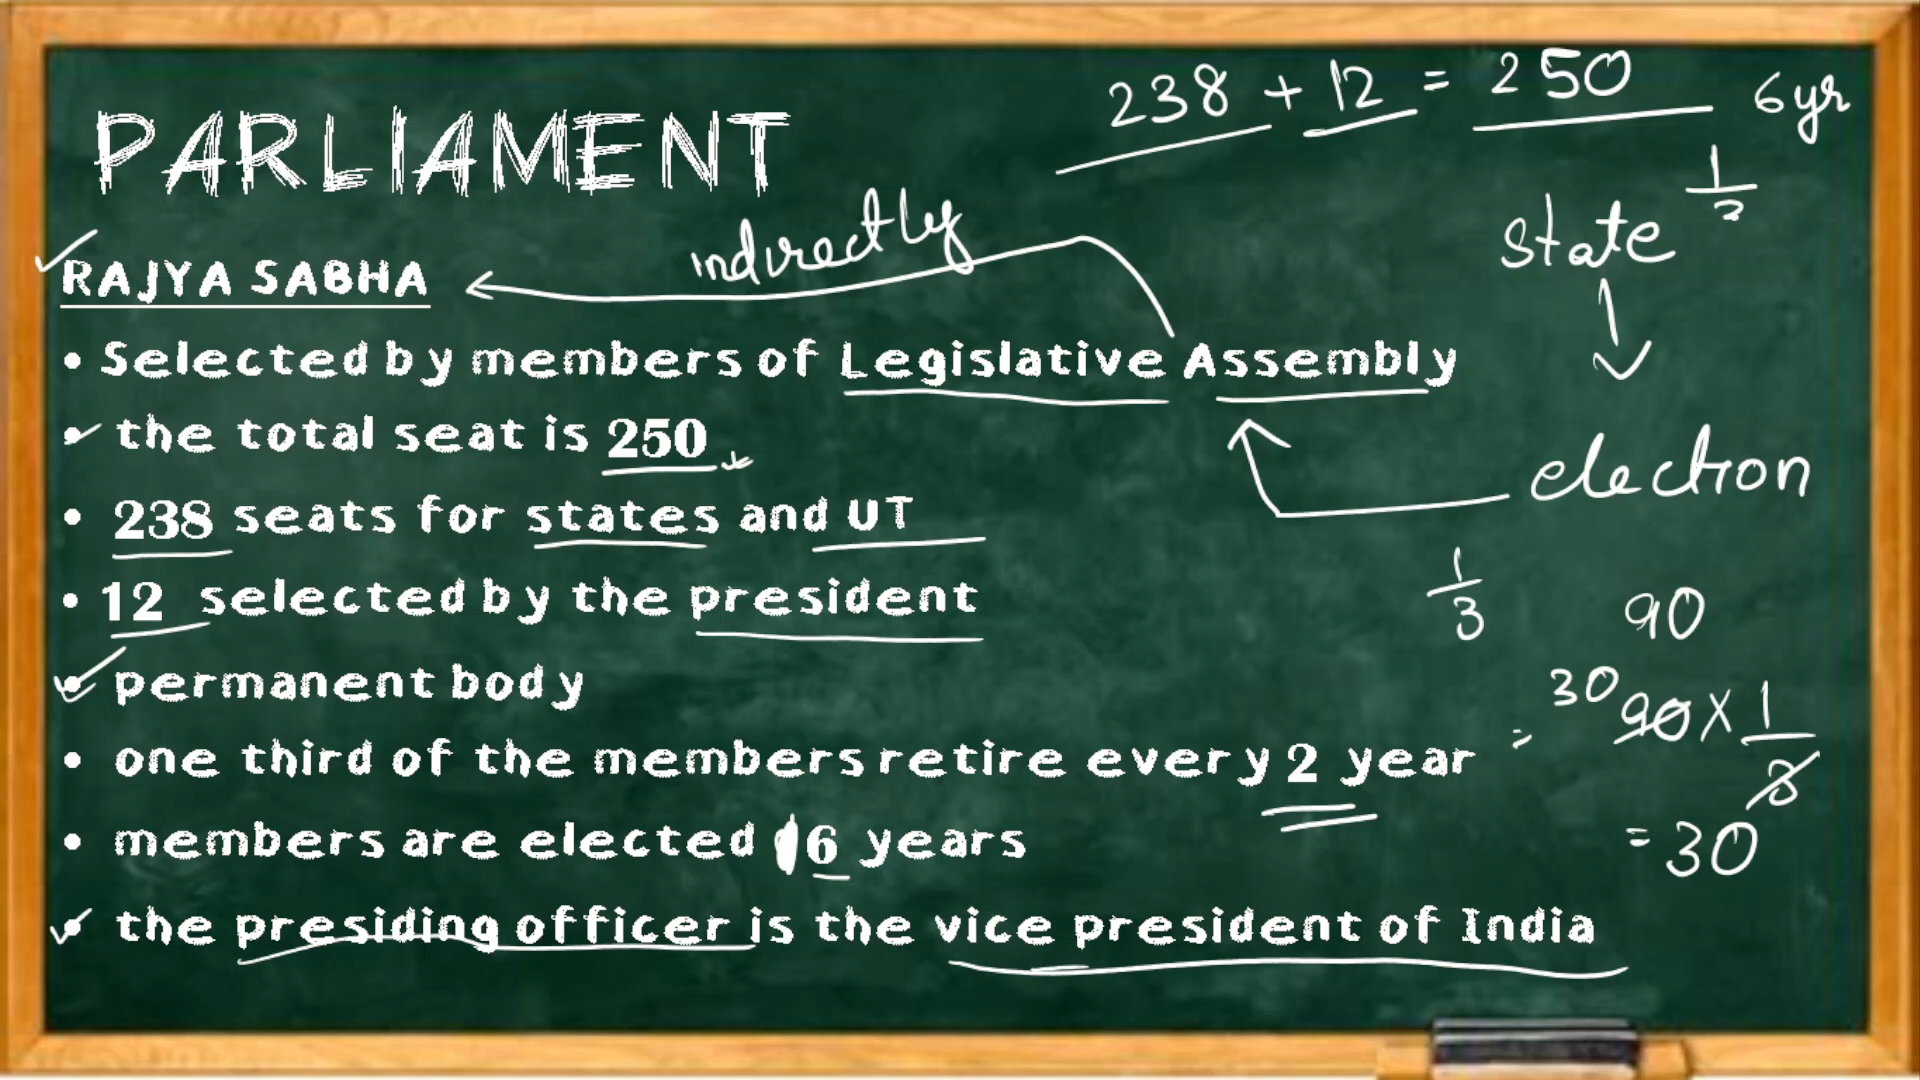 238 + 12 = 250
6 yr
PARLIAMENT
1/3
state
indirectly
RAJYA SABHA
• Selected by members of Legislative Assembly
• the total seat is 250
election
• 238 seats for states and UT
1/3
90
• 12 selected by the president
• permanent body
= 30 90 X 1/3
• one third of the members retire every 2 year
= 30
• members are elected 6 years
• the presiding officer is the vice president of India